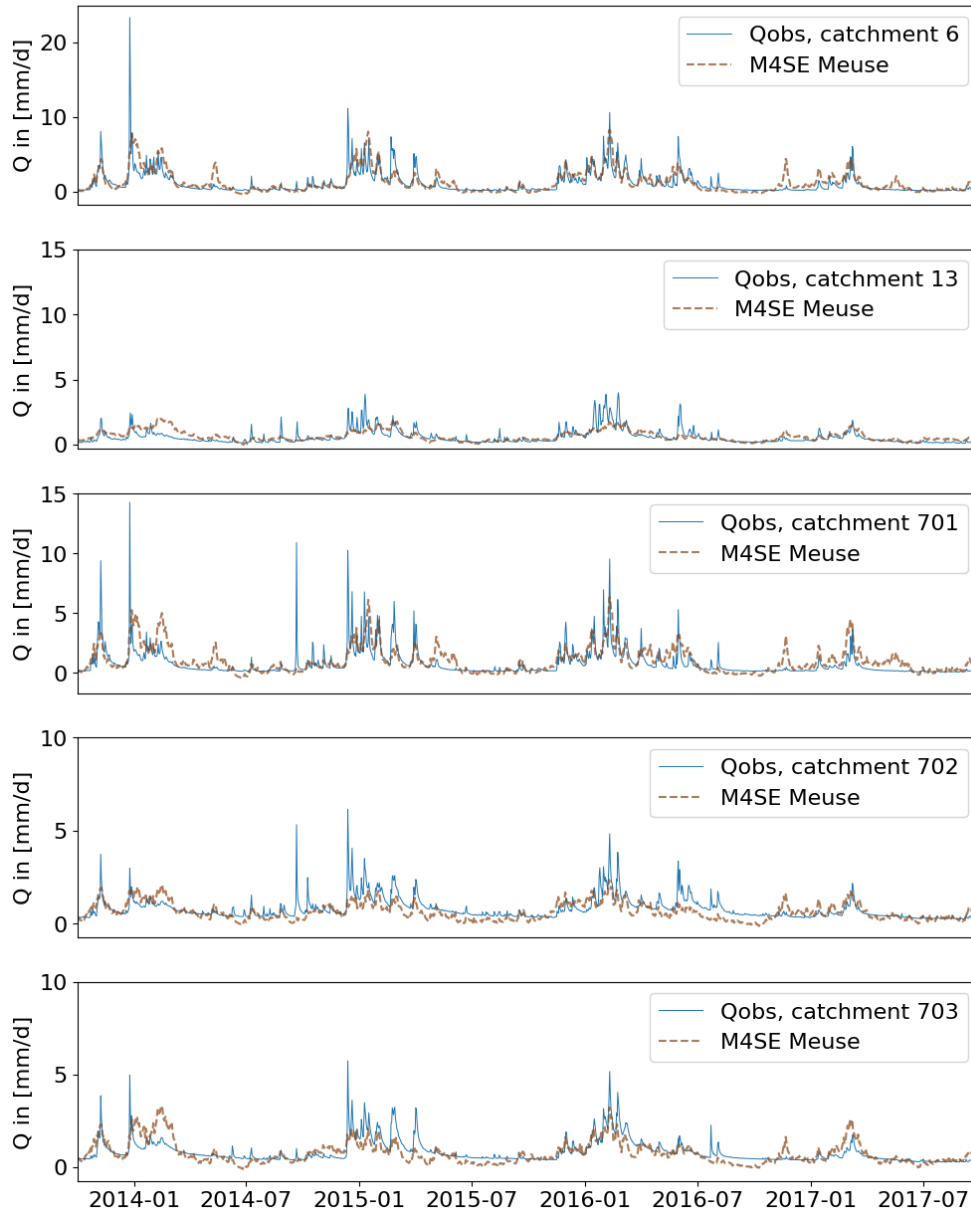 Q in [mm/d]
20
10
0
Qobs, catchment 6
M4SE Meuse
Q in [mm/d]
15
10
5
0
Qobs, catchment 13
M4SE Meuse
Q in [mm/d]
15
10
5
0
Qobs, catchment 701
M4SE Meuse
Q in [mm/d]
10
5
0
Qobs, catchment 702
M4SE Meuse
Q in [mm/d]
10
5
0
Qobs, catchment 703
M4SE Meuse
2014-01 2014-07 2015-01 2015-07 2016-01 2016-07 2017-01 2017-07